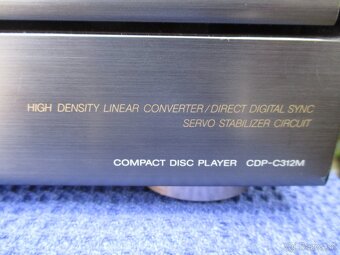 HIGH DENSITY LINEAR CONVERTER/DIRECT DIGITAL SYNC
SERVO STABILIZER CIRCUIT
COMPACT DISC PLAYER CDP-C312M